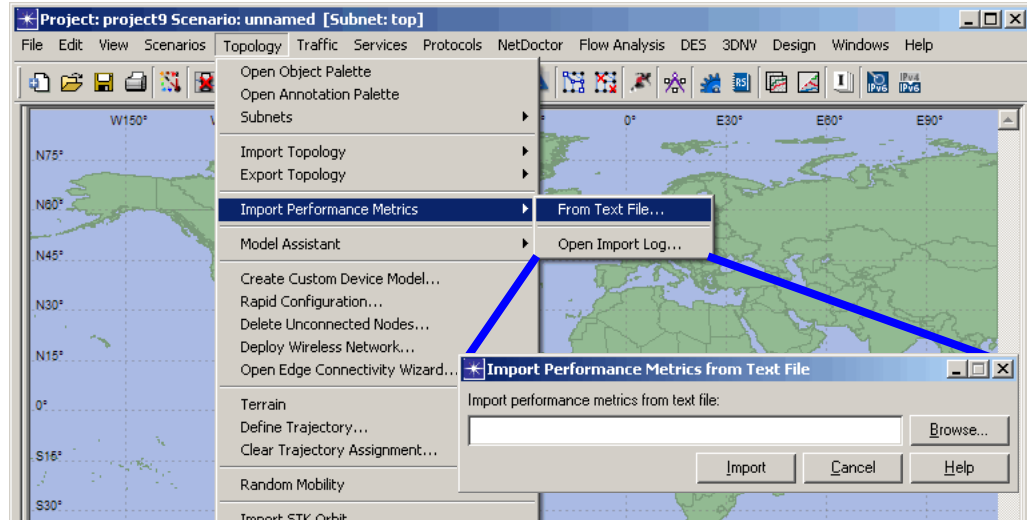 Project: project9 Scenario: unnamed [Subnet: top]
File Edit View Scenarios Topology Traffic Services Protocols NetDoctor Flow Analysis DES 3DNV Design Windows Help
RS IPv6 IPv4 IPv6
W150° 0° E30° E60° E90°
N75°
N60°
N45°
N30°
N15°
0°
S15°
S30°
Open Object Palette
Open Annotation Palette
Subnets
Import Topology
Export Topology
Import Performance Metrics
From Text File...
Model Assistant
Open Import Log...
Create Custom Device Model...
Rapid Configuration...
Delete Unconnected Nodes...
Deploy Wireless Network...
Open Edge Connectivity Wizard...
Terrain
Define Trajectory...
Clear Trajectory Assignment...
Random Mobility
Import STK Orbit
Import Performance Metrics from Text File
Import performance metrics from text file:
Browse...
Import Cancel Help